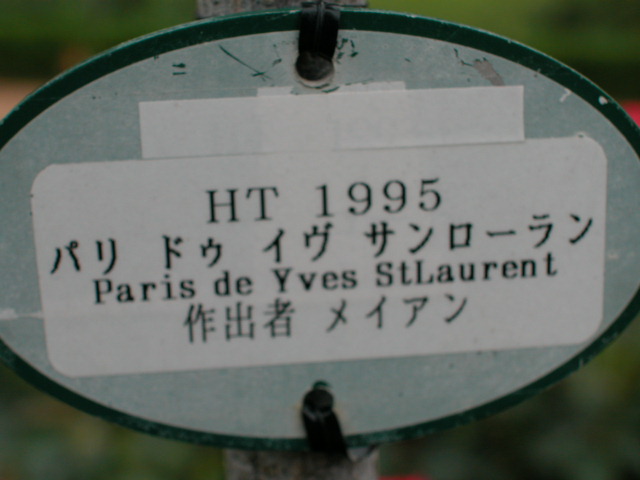 HT 1995
パリ ドゥ イヴ サンローラン
Paris de Yves StLaurent
作出者 メイアン